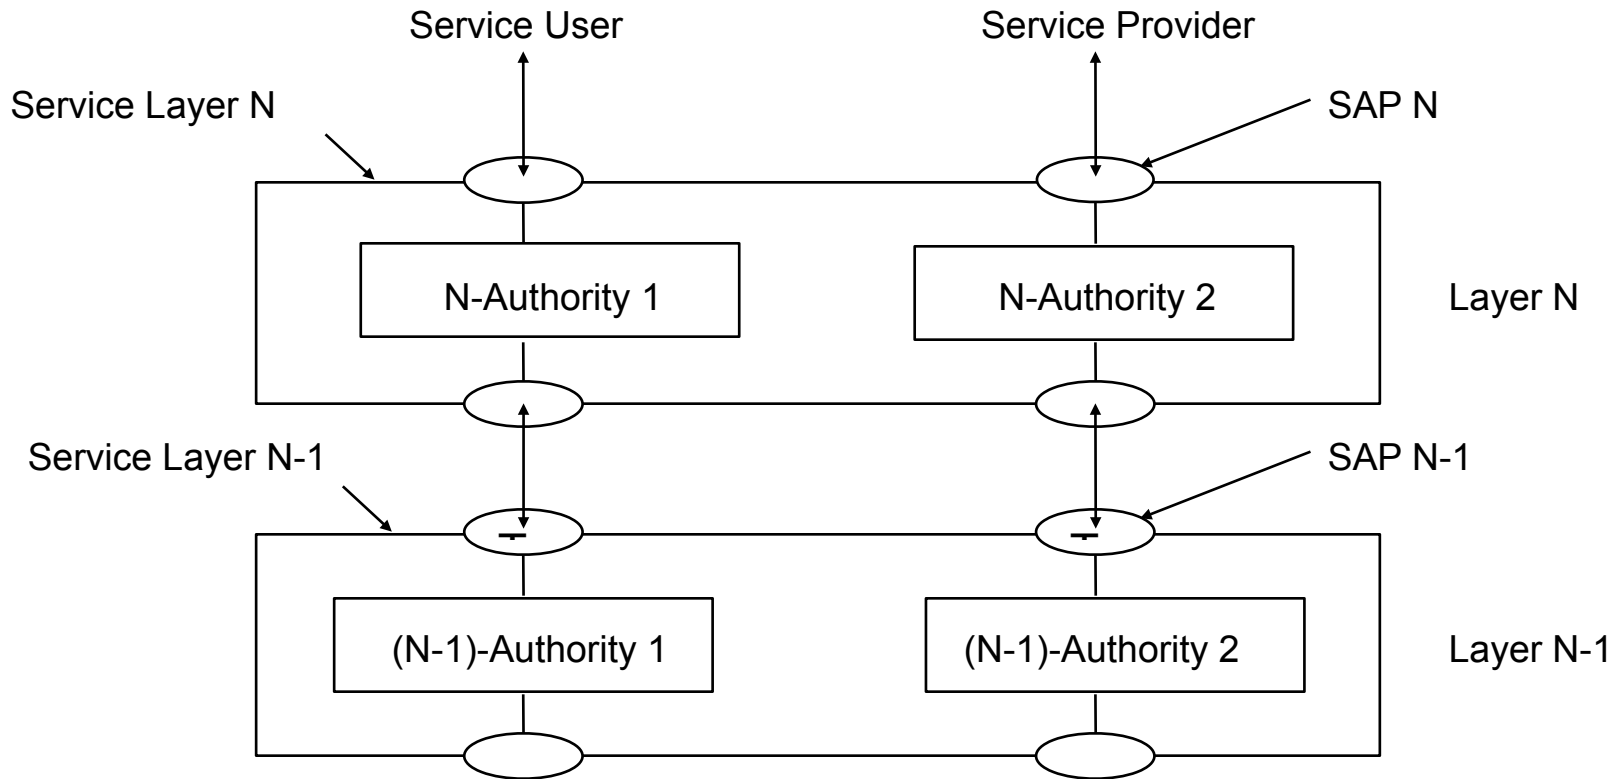 Service User
Service Provider
Service Layer N
SAP N
N-Authority 1
N-Authority 2
Layer N
Service Layer N-1
SAP N-1
(N-1)-Authority 1
(N-1)-Authority 2
Layer N-1